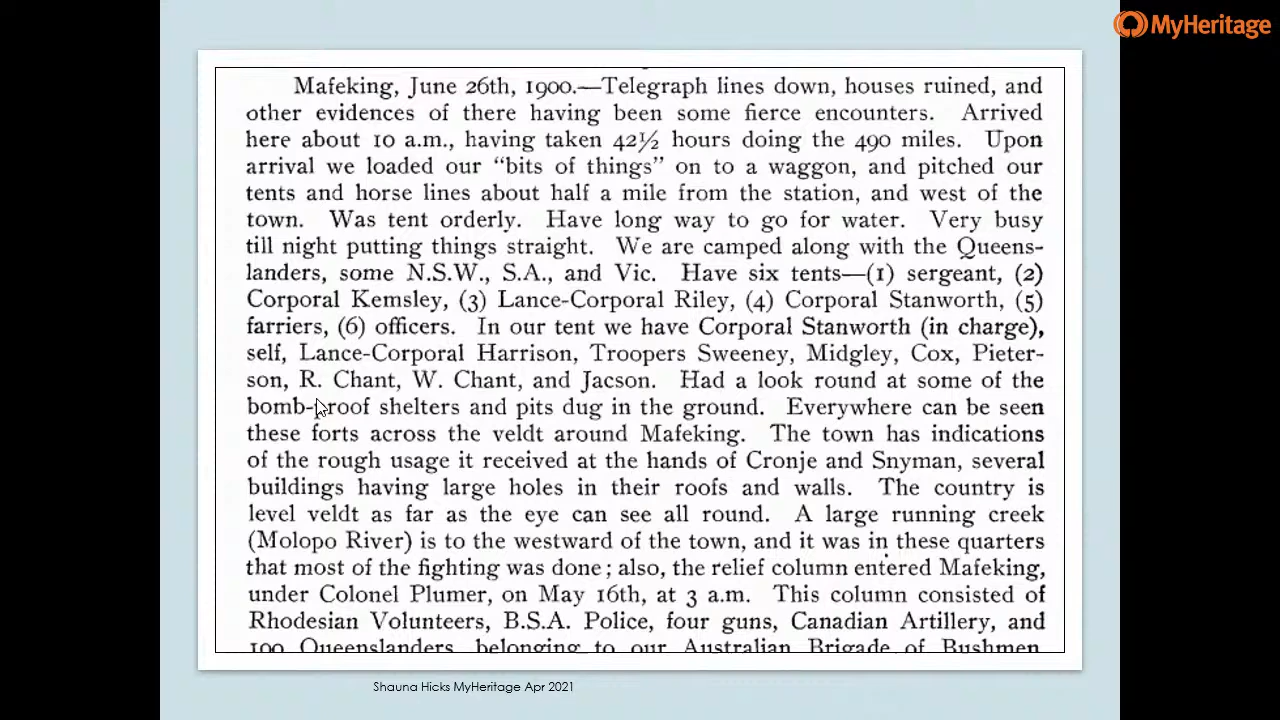 MyHeritage
Mafeking, June 26th, 1900.—Telegraph lines down, houses ruined, and
other evidences of there having been some fierce encounters. Arrived
here about 10 a.m., having taken 42½ hours doing the 490 miles. Upon
arrival we loaded our “bits of things” on to a waggon, and pitched our
tents and horse lines about half a mile from the station, and west of the
town. Was tent orderly. Have long way to go for water. Very busy
till night putting things straight. We are camped along with the Queens-
landers, some N.S.W., S.A., and Vic. Have six tents—(1) sergeant, (2)
Corporal Kemsley, (3) Lance-Corporal Riley, (4) Corporal Stanworth, (5)
farriers, (6) officers. In our tent we have Corporal Stanworth (in charge),
self, Lance-Corporal Harrison, Troopers Sweeney, Midgley, Cox, Pieter-
son, R. Chant, W. Chant, and Jacson. Had a look round at some of the
bomb-proof shelters and pits dug in the ground. Everywhere can be seen
these forts across the veldt around Mafeking. The town has indications
of the rough usage it received at the hands of Cronje and Snyman, several
buildings having large holes in their roofs and walls. The country is
level veldt as far as the eye can see all round. A large running creek
(Molopo River) is to the westward of the town, and it was in these quarters
that most of the fighting was done; also, the relief column entered Mafeking,
under Colonel Plumer, on May 16th, at 3 a.m. This column consisted of
Rhodesian Volunteers, B.S.A. Police, four guns, Canadian Artillery, and
100 Queenslanders, belonging to our Australian Brigade of Bushmen
Shauna Hicks MyHeritage Apr 2021